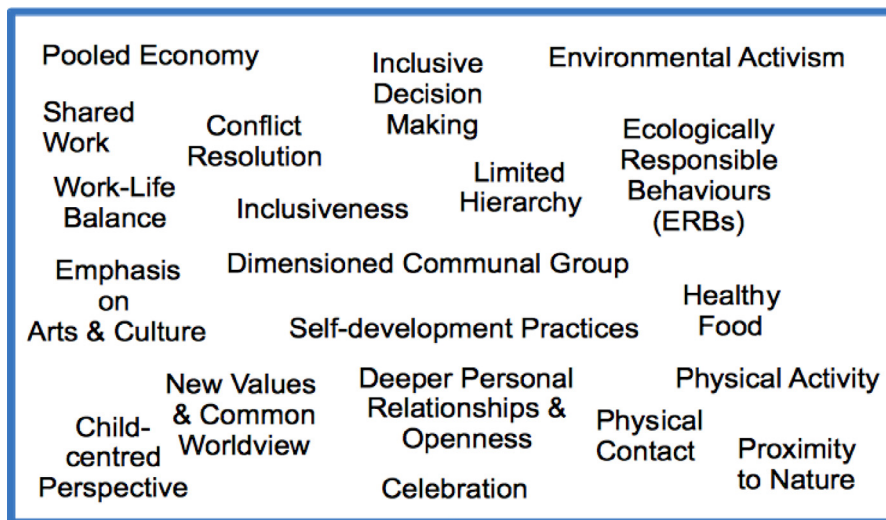 Pooled Economy
Inclusive
Decision
Making
Environmental Activism
Shared
Work
Conflict
Resolution
Ecologically
Responsible
Behaviours
(ERBs)
Work-Life
Balance
Inclusiveness
Limited
Hierarchy
Emphasis
on
Arts & Culture
Dimensioned Communal Group
Healthy
Food
Self-development Practices
New Values
& Common
Worldview
Deeper Personal
Relationships &
Openness
Physical Activity
Child-
centred
Perspective
Physical
Contact
Proximity
to Nature
Celebration